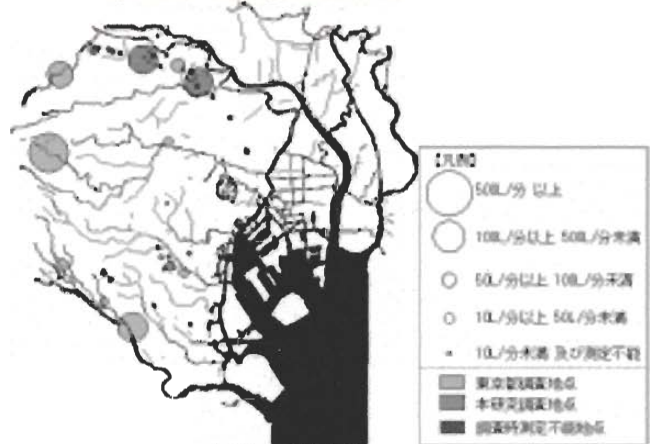 【凡例】
500L/分 以上
100L/分以上 500L/分未満
50L/分以上 100L/分未満
10L/分以上 50L/分未満
10L/分未満 及び測定不能
東京都調査地点
本研究調査地点
調査時測定不能地点